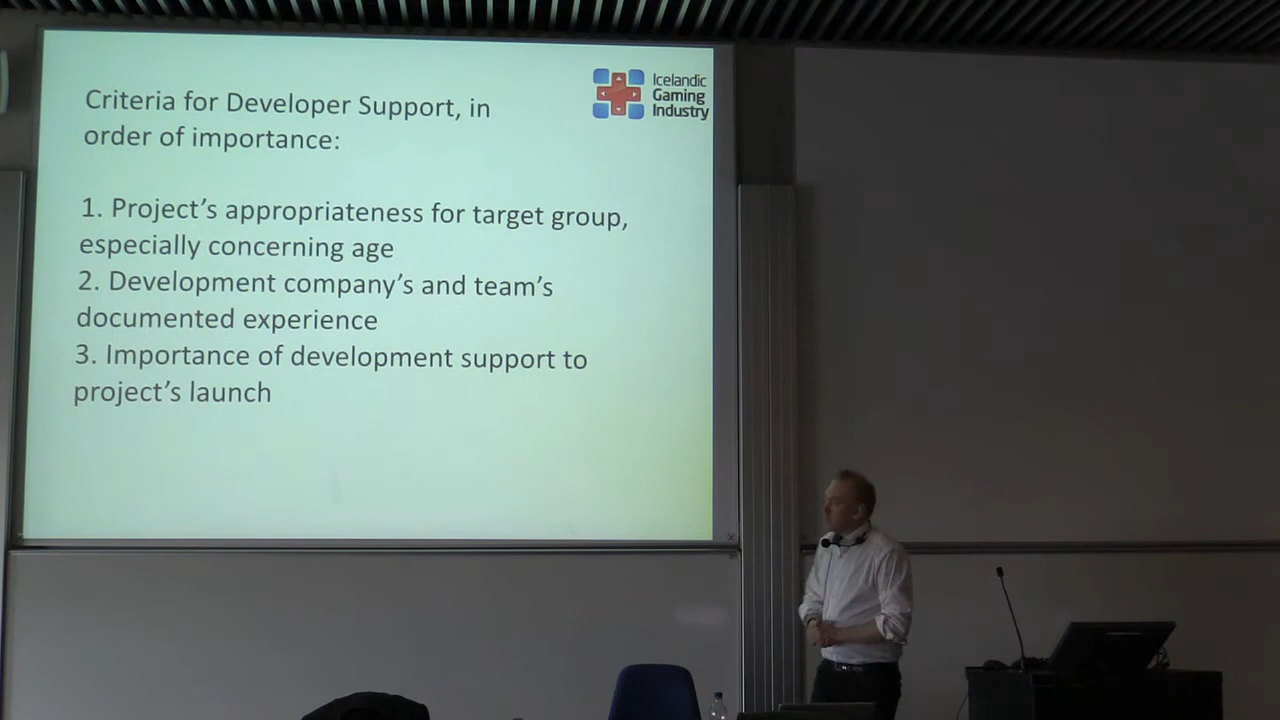 Criteria for Developer Support, in
order of importance:
Icelandic
Gaming
Industry
1. Project's appropriateness for target group,
especially concerning age
2. Development company's and team's
documented experience
3. Importance of development support to
project's launch